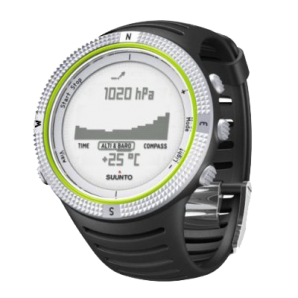 N
Start Stop
1020 hPa
Mode
W
E
TIME ALTI & BARO COMPASS
+25 °C
View
Light
SUUNTO
S